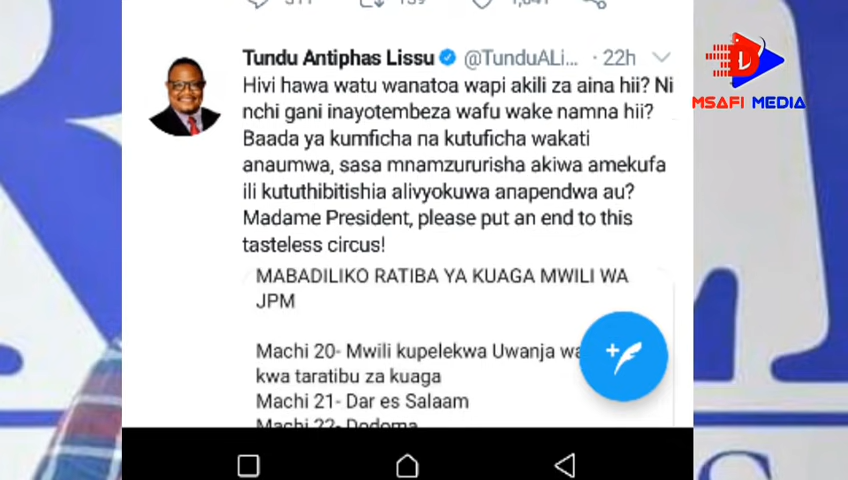 Tundu Antiphas Lissu @TunduALi... · 22h
Hivi hawa watu wanatoa wapi akili za aina hii? Ni
nchi gani inayotembeza wafu wake namna hii?
Baada ya kumficha na kutuficha wakati
anaumwa, sasa mnamzururisha akiwa amekufa
ili kututhibitishia alivyokuwa anapendwa au?
Madame President, please put an end to this
tasteless circus!
MABADILIKO RATIBA YA KUAGA MWILI WA
JPM
Machi 20- Mwili kupelekwa Uwanja wa
kwa taratibu za kuaga
Machi 21- Dar es Salaam
Machi 22- Dodoma
MSAFI MEDIA